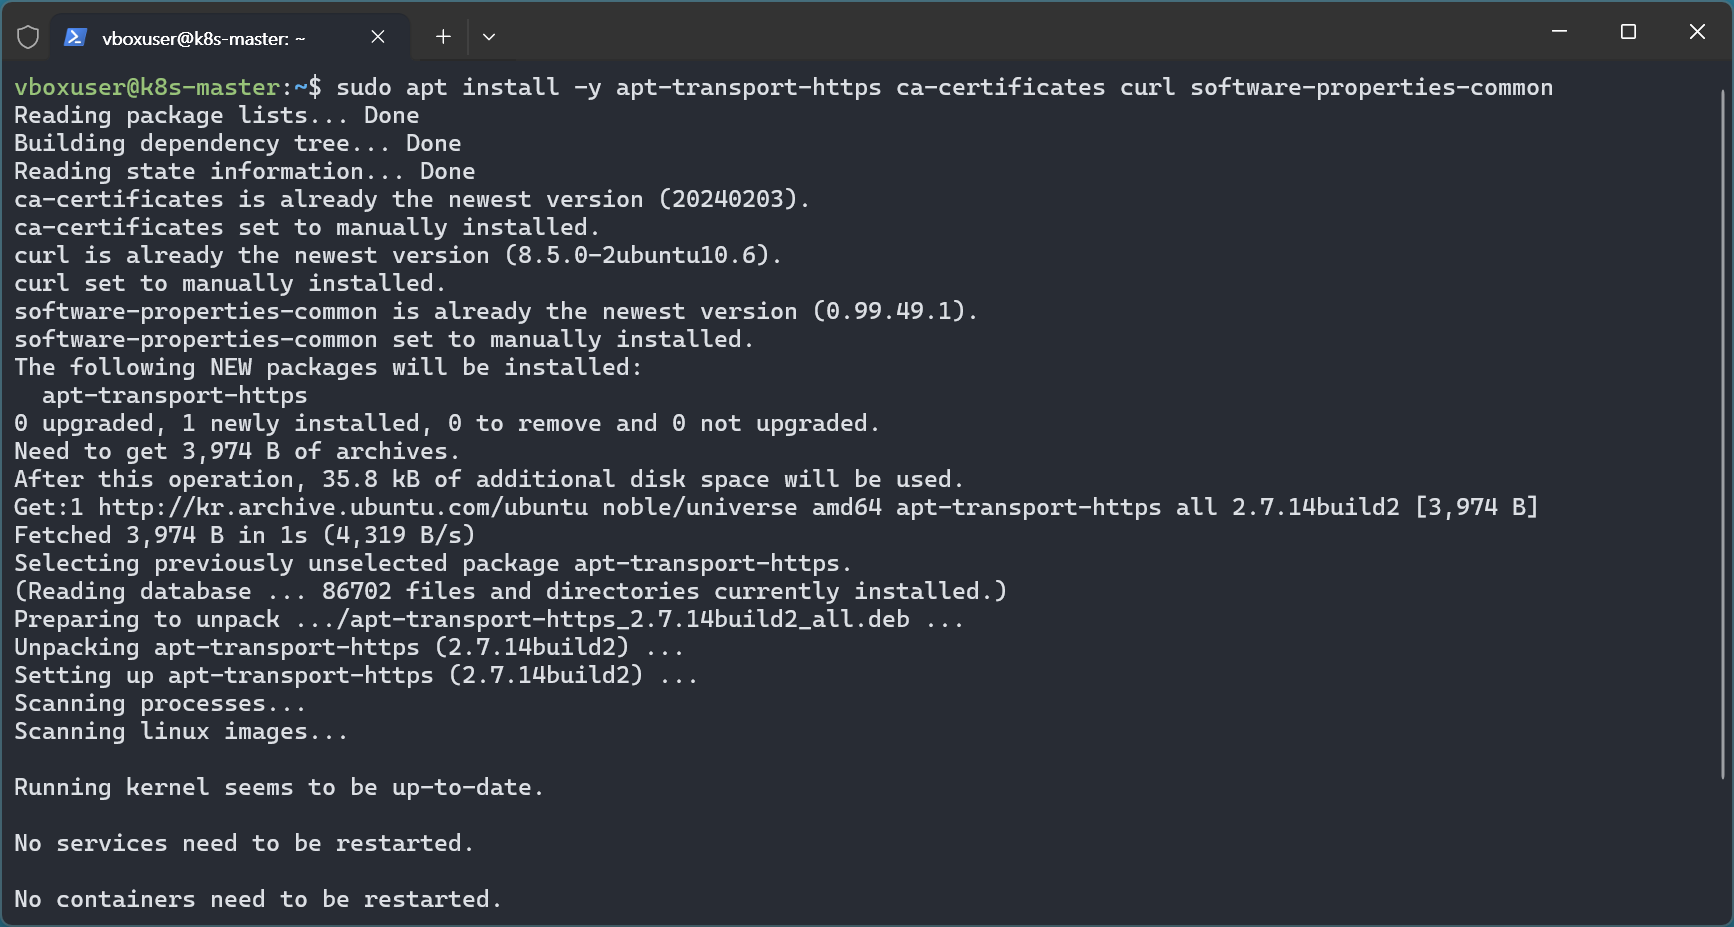 vboxuser@k8s-master: ~
vboxuser@k8s-master:~$ sudo apt install -y apt-transport-https ca-certificates curl software-properties-common
Reading package lists... Done
Building dependency tree... Done
Reading state information... Done
ca-certificates is already the newest version (20240203).
ca-certificates set to manually installed.
curl is already the newest version (8.5.0-2ubuntu10.6).
curl set to manually installed.
software-properties-common is already the newest version (0.99.49.1).
software-properties-common set to manually installed.
The following NEW packages will be installed:
  apt-transport-https
0 upgraded, 1 newly installed, 0 to remove and 0 not upgraded.
Need to get 3,974 B of archives.
After this operation, 35.8 kB of additional disk space will be used.
Get:1 http://kr.archive.ubuntu.com/ubuntu noble/universe amd64 apt-transport-https all 2.7.14build2 [3,974 B]
Fetched 3,974 B in 1s (4,319 B/s)
Selecting previously unselected package apt-transport-https.
(Reading database ... 86702 files and directories currently installed.)
Preparing to unpack .../apt-transport-https_2.7.14build2_all.deb ...
Unpacking apt-transport-https (2.7.14build2) ...
Setting up apt-transport-https (2.7.14build2) ...
Scanning processes...
Scanning linux images...
Running kernel seems to be up-to-date.
No services need to be restarted.
No containers need to be restarted.